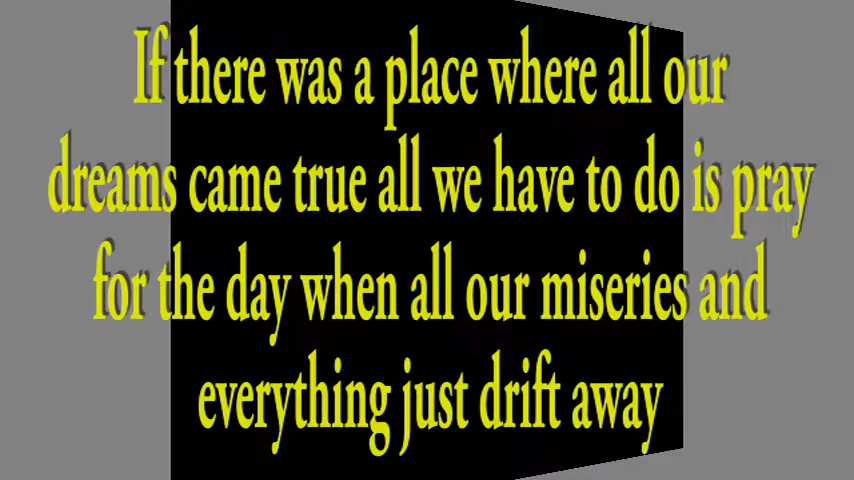 If there was a place where all our
dreams came true all we have to do is pray
for the day when all our miseries and
everything just drift away